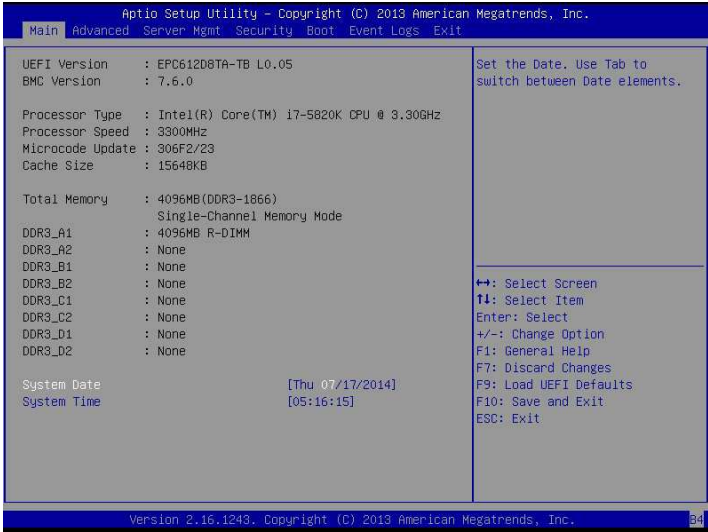 Aptio Setup Utility – Copyright (C) 2013 American Megatrends, Inc.
Main Advanced Server Mgmt Security Boot Event Logs Exit
UEFI Version : EPC612D8TA-TB L0.05
BMC Version : 7.6.0
Processor Type : Intel(R) Core(TM) i7-5820K CPU @ 3.30GHz
Processor Speed : 3300MHz
Microcode Update : 306F2/23
Cache Size : 15648KB
Total Memory : 4096MB(DDR3-1866)
Single-Channel Memory Mode
DDR3_A1 : 4096MB R-DIMM
DDR3_A2 : None
DDR3_B1 : None
DDR3_B2 : None
DDR3_C1 : None
DDR3_C2 : None
DDR3_D1 : None
DDR3_D2 : None
System Date [Thu 07/17/2014]
System Time [05:16:15]
Set the Date. Use Tab to
switch between Date elements.
↔: Select Screen
↑↓: Select Item
Enter: Select
+/-: Change Option
F1: General Help
F7: Discard Changes
F9: Load UEFI Defaults
F10: Save and Exit
ESC: Exit
Version 2.16.1243. Copyright (C) 2013 American Megatrends, Inc.
B4